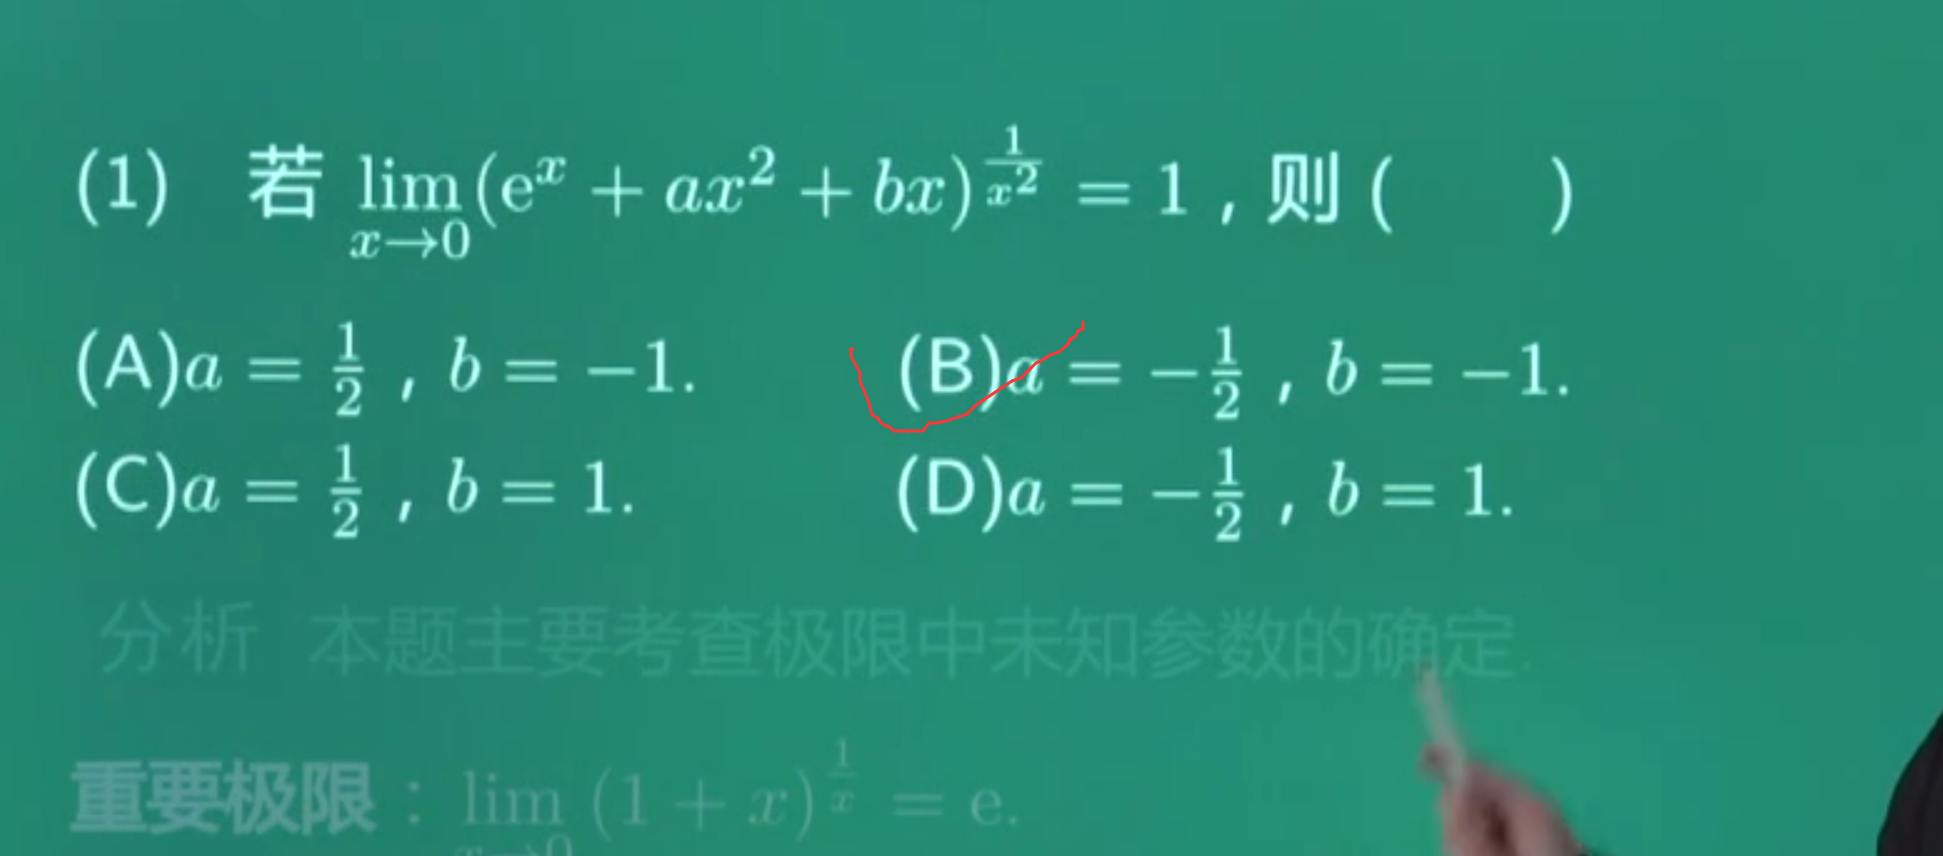 (1) 若 lim_{x→0}(e^x + ax^2 + bx)^{\frac{1}{x^2}} = 1 , 则 (  )
(A)a = \frac{1}{2} , b = −1. (B)a = −\frac{1}{2} , b = −1.
(C)a = \frac{1}{2} , b = 1. (D)a = −\frac{1}{2} , b = 1.
分析 本题主要考查极限中未知参数的确定.
重要极限 : lim_{x→0} (1 + x)^{\frac{1}{x}} = e.